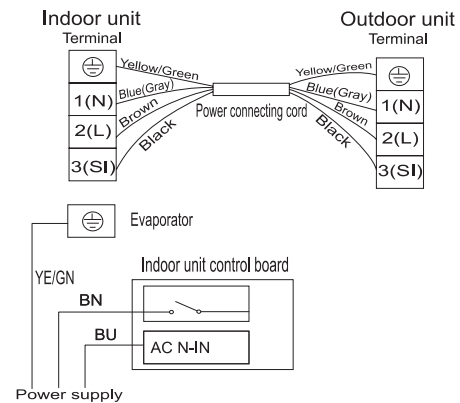 Indoor unit
Terminal
Outdoor unit
Terminal
Yellow/Green
Yellow/Green
1(N)
Blue(Gray)
Blue(Gray)
1(N)
Power connecting cord
2(L)
Brown
Brown
2(L)
3(SI)
Black
Black
3(SI)
Evaporator
YE/GN
Indoor unit control board
BN
BU
AC N-IN
Power supply